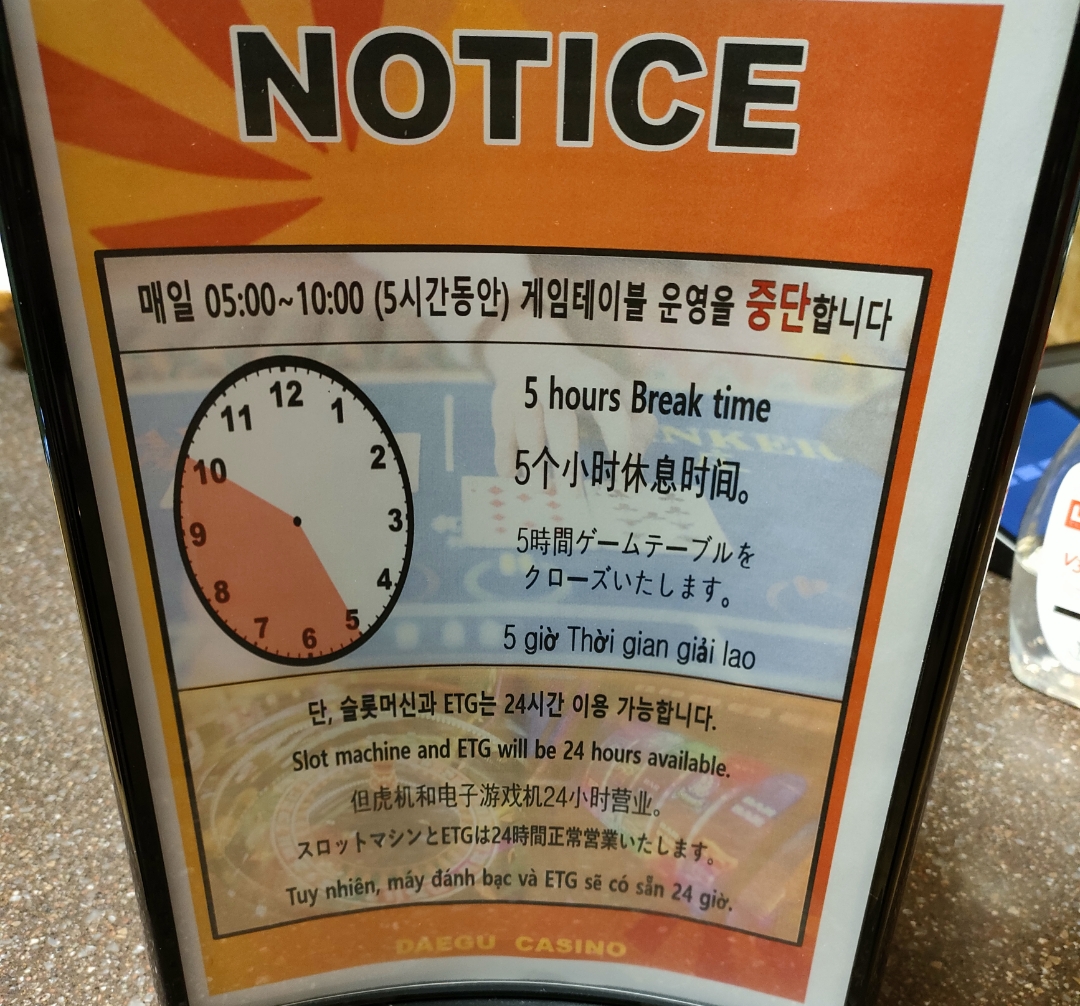 NOTICE
매일 05:00~10:00 (5시간동안) 게임테이블 운영을 중단합니다
12
1
2
3
4
5
6
7
8
9
10
11
5 hours Break time
5个小时休息时间。
5時間ゲームテーブルを
クローズいたします。
5 giờ Thời gian giải lao
단, 슬롯머신과 ETG는 24시간 이용 가능합니다.
Slot machine and ETG will be 24 hours available.
但虎机和电子游戏机24小时营业。
スロットマシンとETGは24時間正常営業いたします。
Tuy nhiên, máy đánh bạc và ETG sẽ có sẵn 24 giờ.
DAEGU CASINO